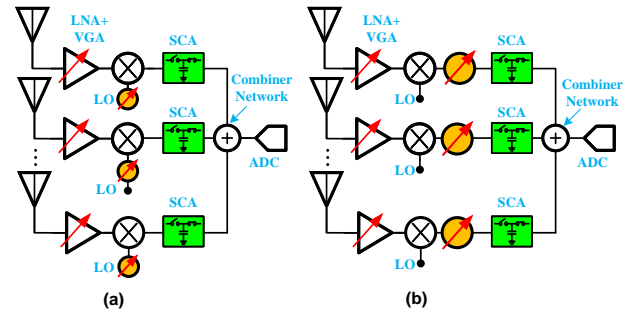 LNA+
VGA
SCA
LO
Combiner
Network
SCA
LO
ADC
SCA
LO
(a)
LNA+
VGA
SCA
LO
Combiner
Network
SCA
LO
ADC
SCA
LO
(b)